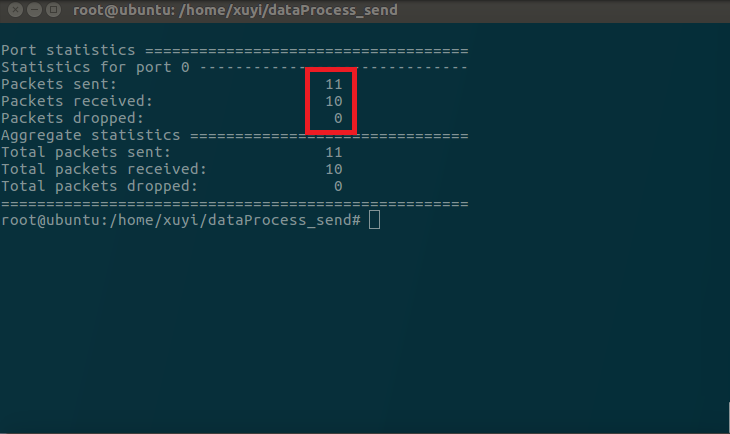 root@ubuntu: /home/xuyi/dataProcess_send
Port statistics ====================================
Statistics for port 0 ------------------------------
Packets sent: 11
Packets received: 10
Packets dropped: 0
Aggregate statistics ===============================
Total packets sent: 11
Total packets received: 10
Total packets dropped: 0
====================================================
root@ubuntu:/home/xuyi/dataProcess_send#